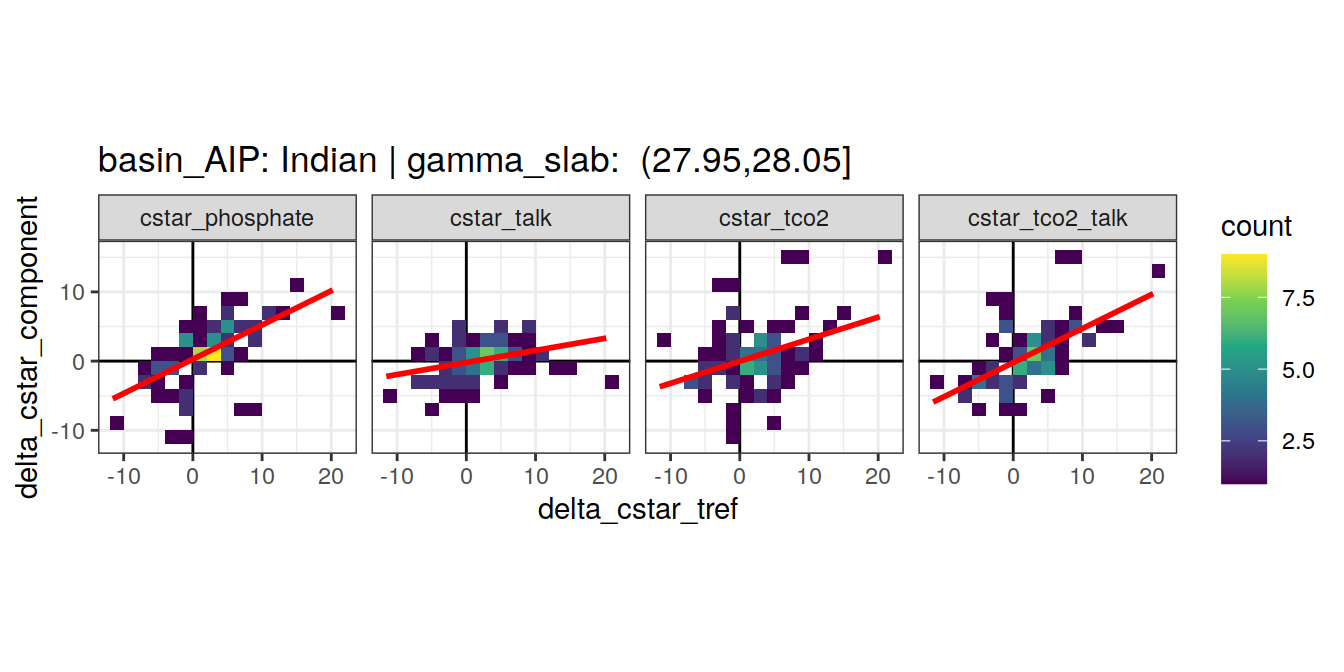 basin_AIP: Indian | gamma_slab:  (27.95,28.05]
cstar_phosphate
cstar_talk
cstar_tco2
cstar_tco2_talk
delta_cstar_component
10
0
-10
-10 0 10 20
-10 0 10 20
-10 0 10 20
-10 0 10 20
delta_cstar_tref
count
7.5
5.0
2.5